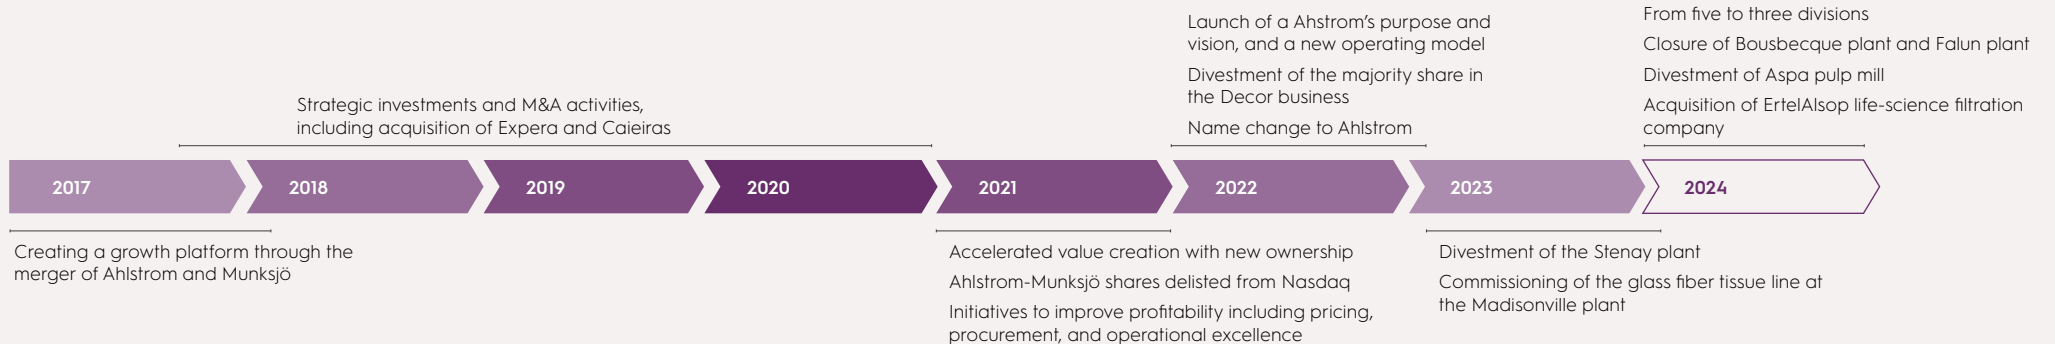 Launch of a Ahstrom's purpose and
vision, and a new operating model
Divestment of the majority share in
the Decor business
Name change to Ahlstrom
From five to three divisions
Closure of Bousbecque plant and Falun plant
Divestment of Aspa pulp mill
Acquisition of ErtelAlsop life-science filtration
company
Strategic investments and M&A activities,
including acquisition of Expera and Caieiras
2017
2018
2019
2020
2021
2022
2023
2024
Creating a growth platform through the
merger of Ahlstrom and Munksjö
Accelerated value creation with new ownership
Ahlstrom-Munksjö shares delisted from Nasdaq
Initiatives to improve profitability including pricing,
procurement, and operational excellence
Divestment of the Stenay plant
Commissioning of the glass fiber tissue line at
the Madisonville plant